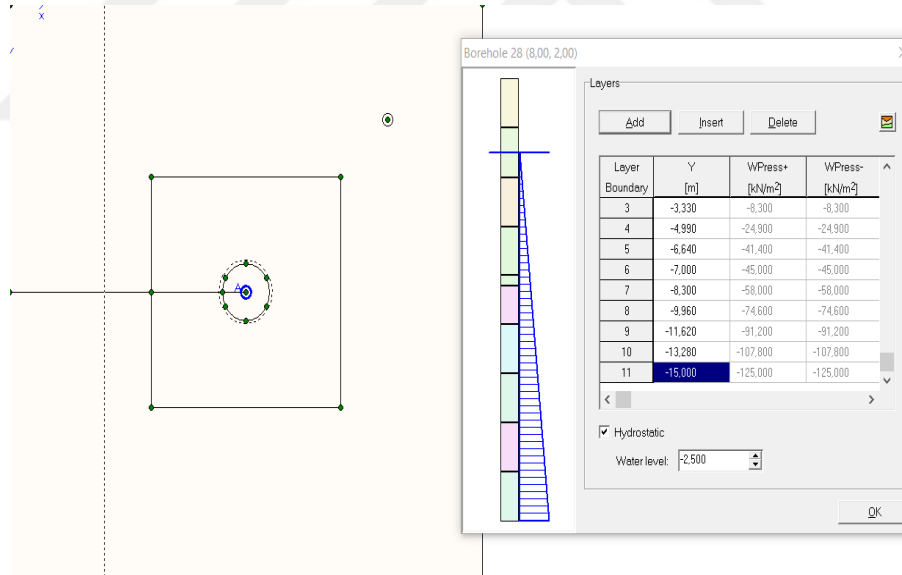 x
Borehole 28 (8,00, 2,00)
Layers
Add Insert Delete
Layer Boundary Y [m] WPress+ [kN/m²] WPress- [kN/m²]
3 -3,330 -8,300 -8,300
4 -4,990 -24,900 -24,900
5 -6,640 -41,400 -41,400
6 -7,000 -45,000 -45,000
7 -8,300 -58,000 -58,000
8 -9,960 -74,600 -74,600
9 -11,620 -91,200 -91,200
10 -13,280 -107,800 -107,800
11 -15,000 -125,000 -125,000
Hydrostatic
Water level: -2,500
OK
A